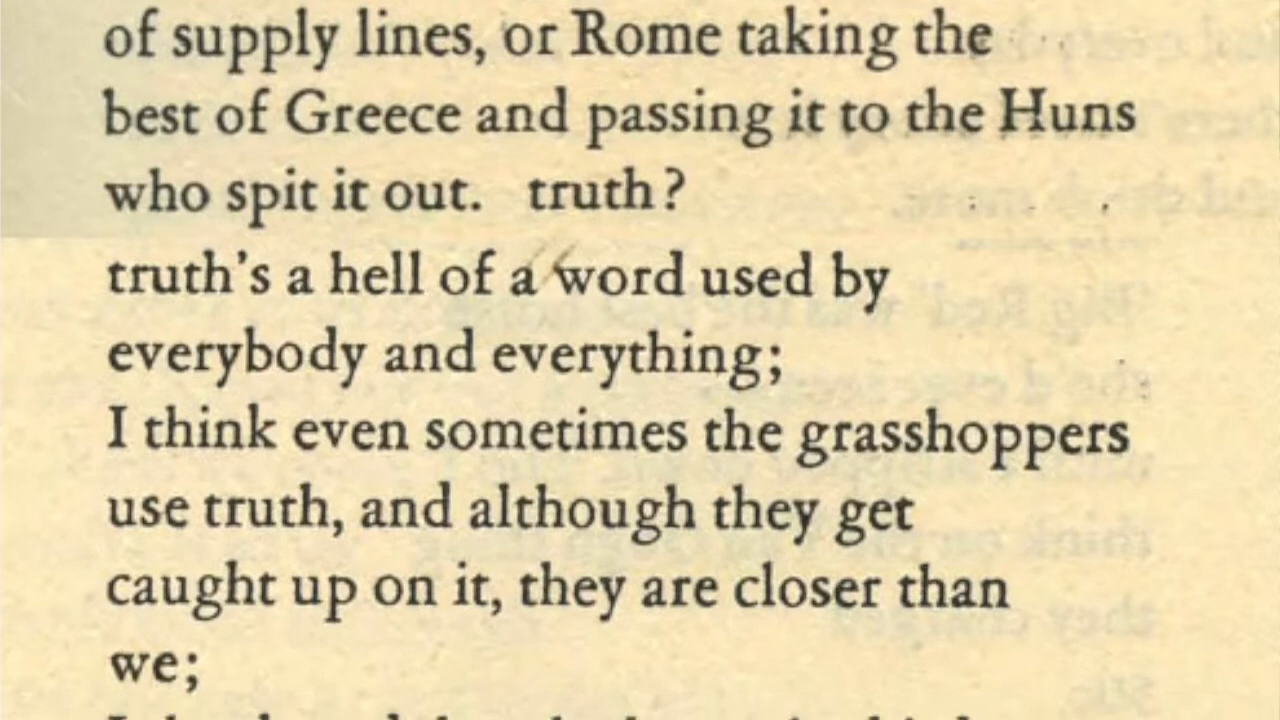 of supply lines, or Rome taking the
best of Greece and passing it to the Huns
who spit it out. truth?
truth's a hell of a word used by
everybody and everything;
I think even sometimes the grasshoppers
use truth, and although they get
caught up on it, they are closer than
we;